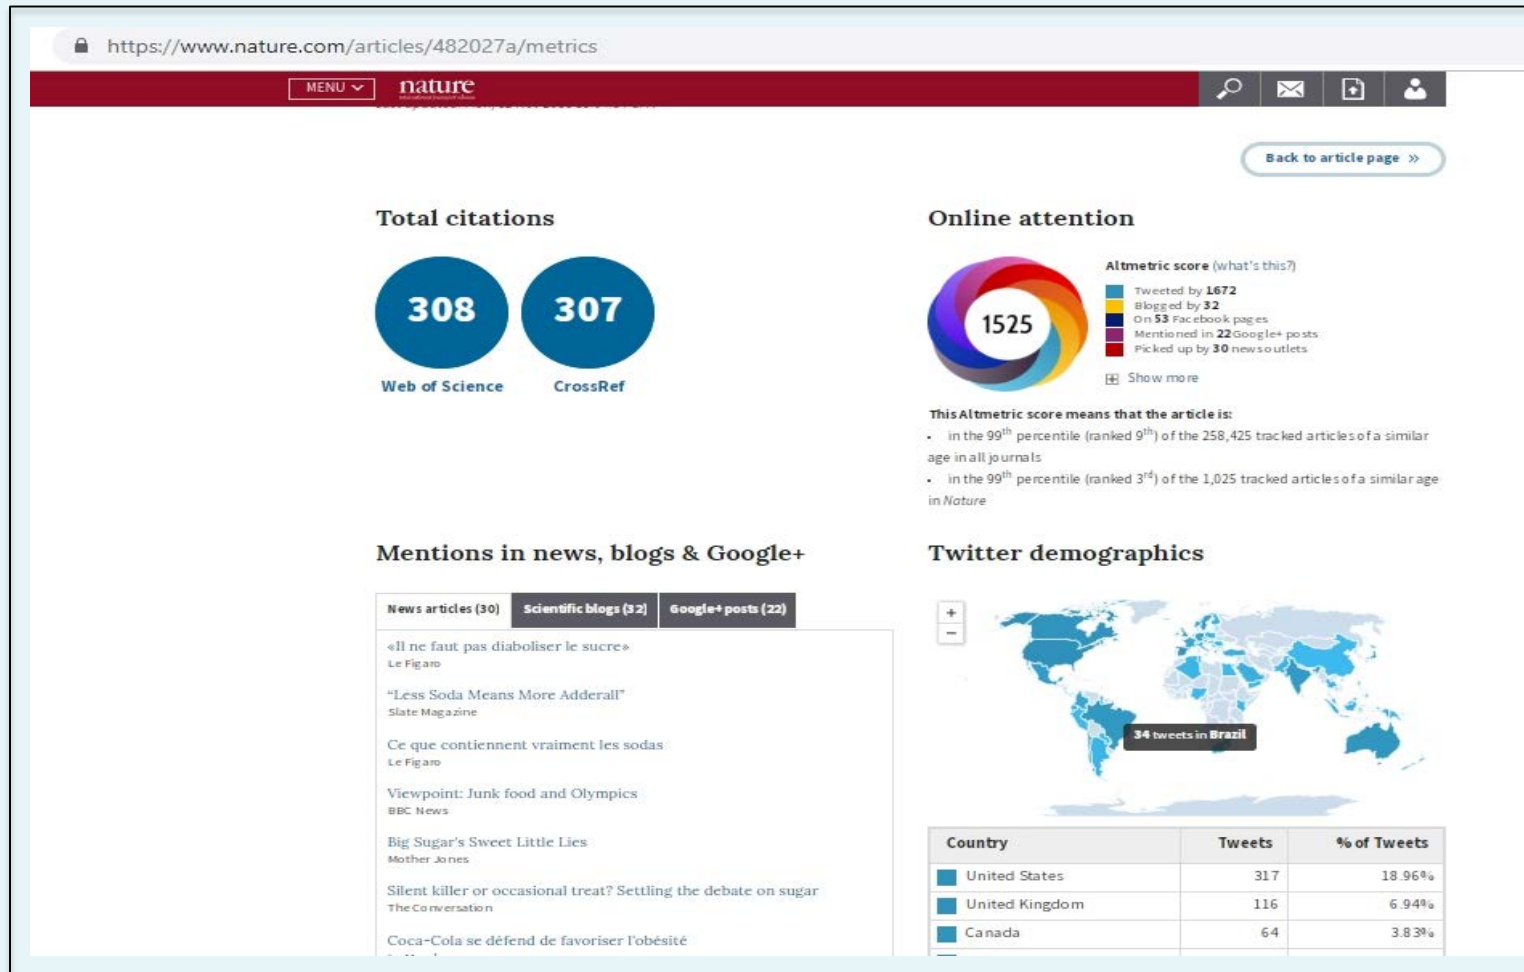 https://www.nature.com/articles/482027a/metrics
MENU
nature
Back to article page »
Total citations
308
Web of Science
307
CrossRef
Online attention
1525
Altmetric score (what's this?)
Tweeted by 1672
Blogged by 32
On 53 Facebook pages
Mentioned in 22 Google+ posts
Picked up by 30 news outlets
Show more
This Altmetric score means that the article is:
• in the 99th percentile (ranked 9th) of the 258,425 tracked articles of a similar
age in all journals
• in the 99th percentile (ranked 3rd) of the 1,025 tracked articles of a similar age
in Nature
Mentions in news, blogs & Google+
News articles (30) Scientific blogs (32) Google+ posts (22)
«Il ne faut pas diaboliser le sucre»
Le Figaro
“Less Soda Means More Adderall”
Slate Magazine
Ce que contiennent vraiment les sodas
Le Figaro
Viewpoint: Junk food and Olympics
BBC News
Big Sugar's Sweet Little Lies
Mother Jones
Silent killer or occasional treat? Settling the debate on sugar
The Conversation
Coca-Cola se défend de favoriser l'obésité
Twitter demographics
+
−
34 tweets in Brazil
Country Tweets % of Tweets
United States 317 18.96%
United Kingdom 116 6.94%
Canada 64 3.83%